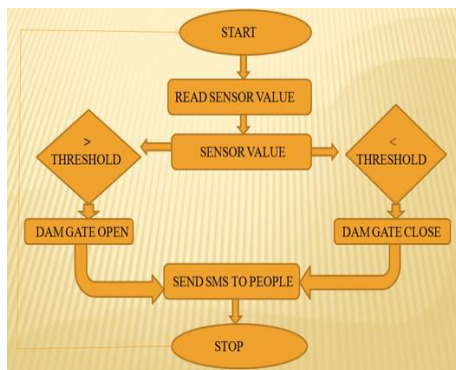 START
READ SENSOR VALUE
>
THRESHOLD
SENSOR VALUE
<
THRESHOLD
DAM GATE OPEN
DAM GATE CLOSE
SEND SMS TO PEOPLE
STOP